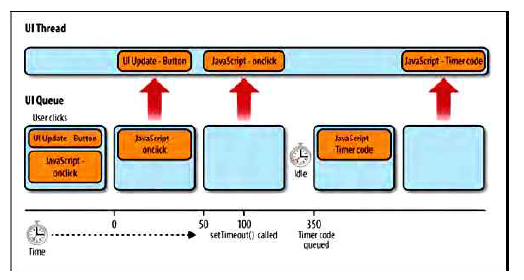 UI Thread
UI Update - Button
JavaScript - onclick
JavaScript - Timer code
UI Queue
User clicks
UI Update - Button
JavaScript -
onclick
JavaScript -
onclick
Idle
JavaScript
Timer code
0
50
100
350
setTimeout() called
Timer code
queued
Time